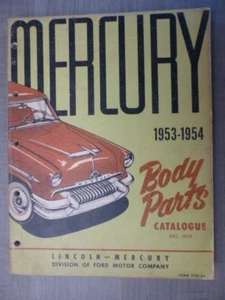 MERCURY
1953-1954
Body
Parts
CATALOGUE
LINCOLN-MERCURY
DIVISION OF FORD MOTOR COMPANY